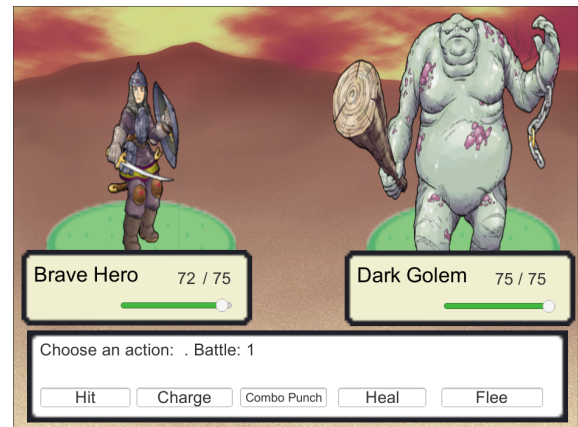 Brave Hero 72 / 75
Dark Golem 75 / 75
Choose an action:  . Battle: 1
Hit Charge Combo Punch Heal Flee